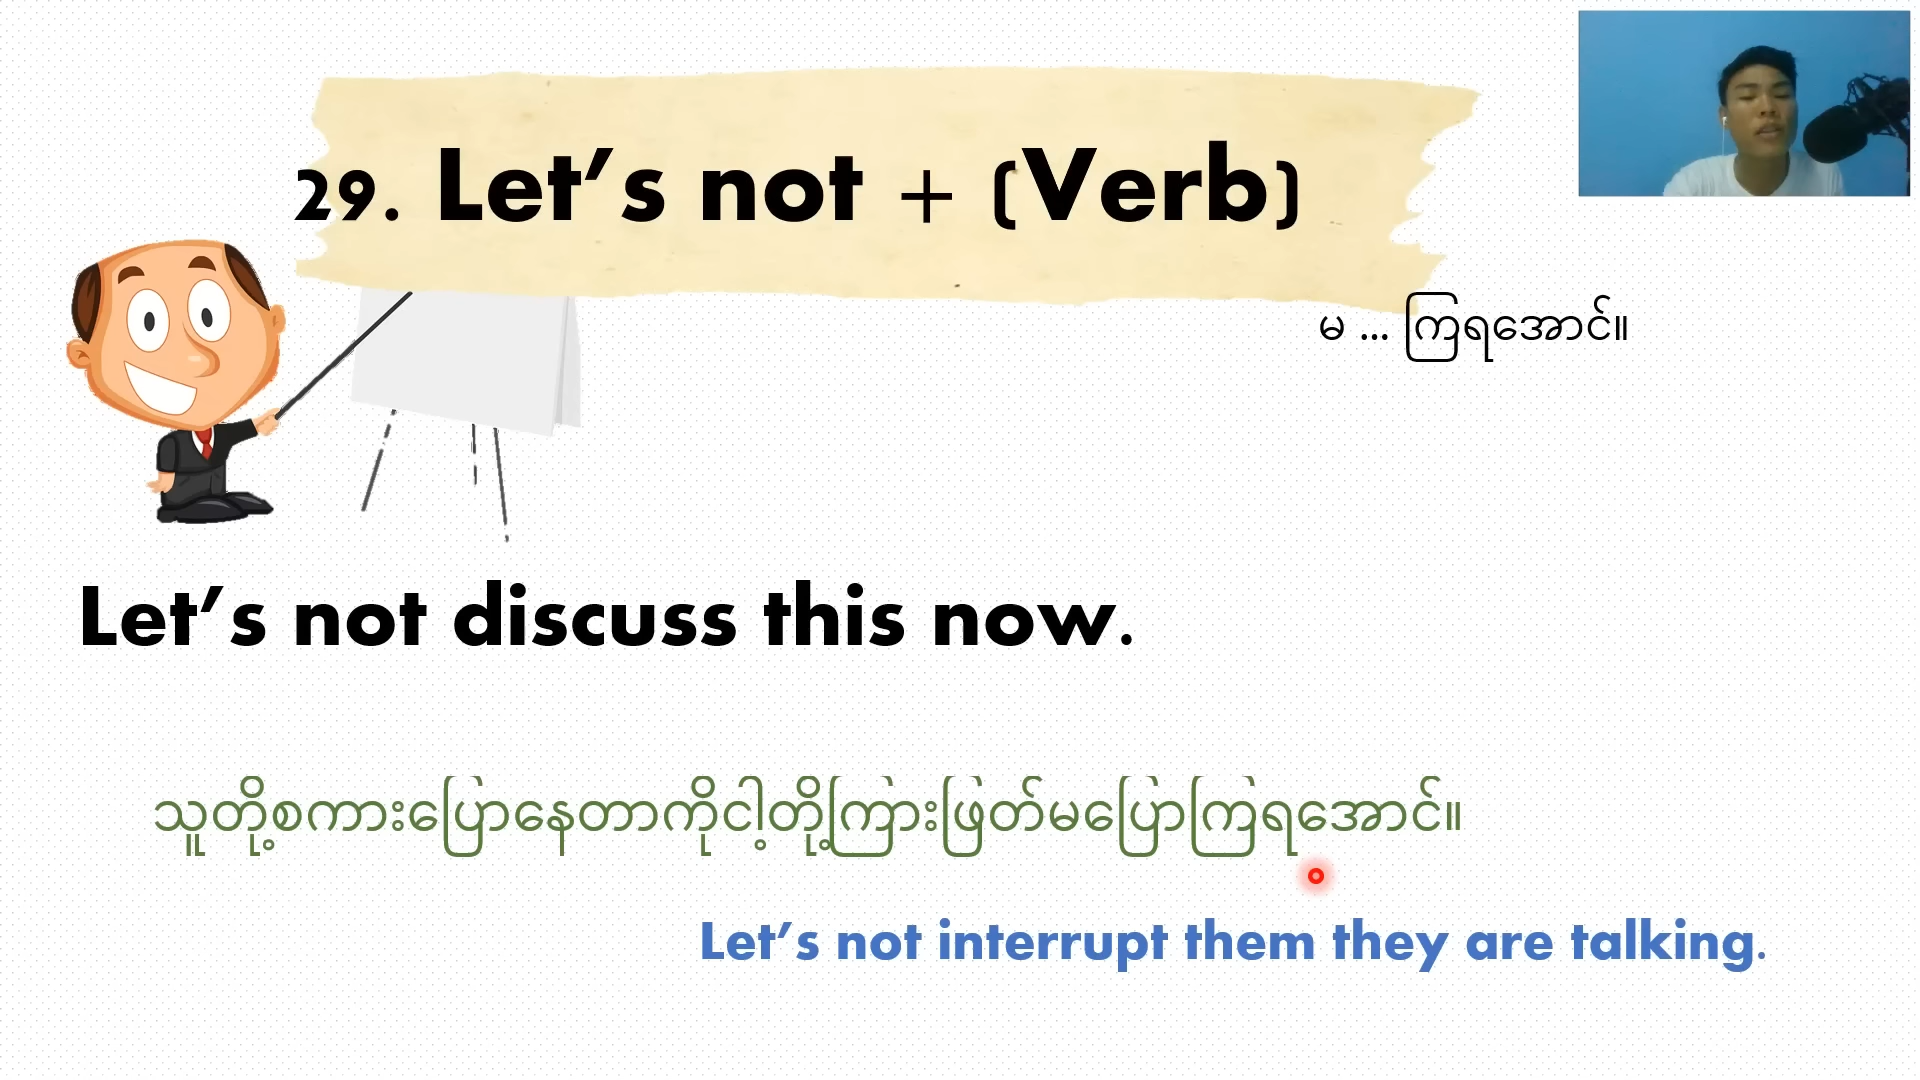 29. Let’s not + (Verb)
မ ... ကြရအောင်။
Let’s not discuss this now.
သူတို့စကားပြောနေတာကိုငါ့တို့ကြားဖြတ်မပြောကြရအောင်။
Let’s not interrupt them they are talking.